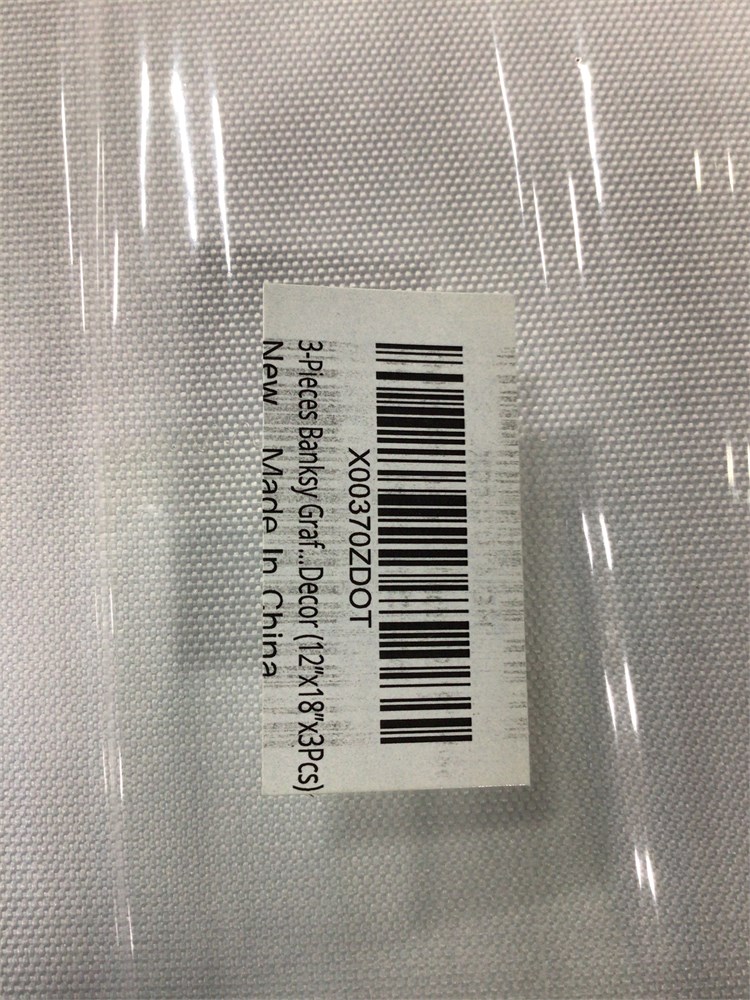 X00370ZDOT
3-Pieces Banksy Graf...Decor (12"x18"x3Pcs)
New Made In China